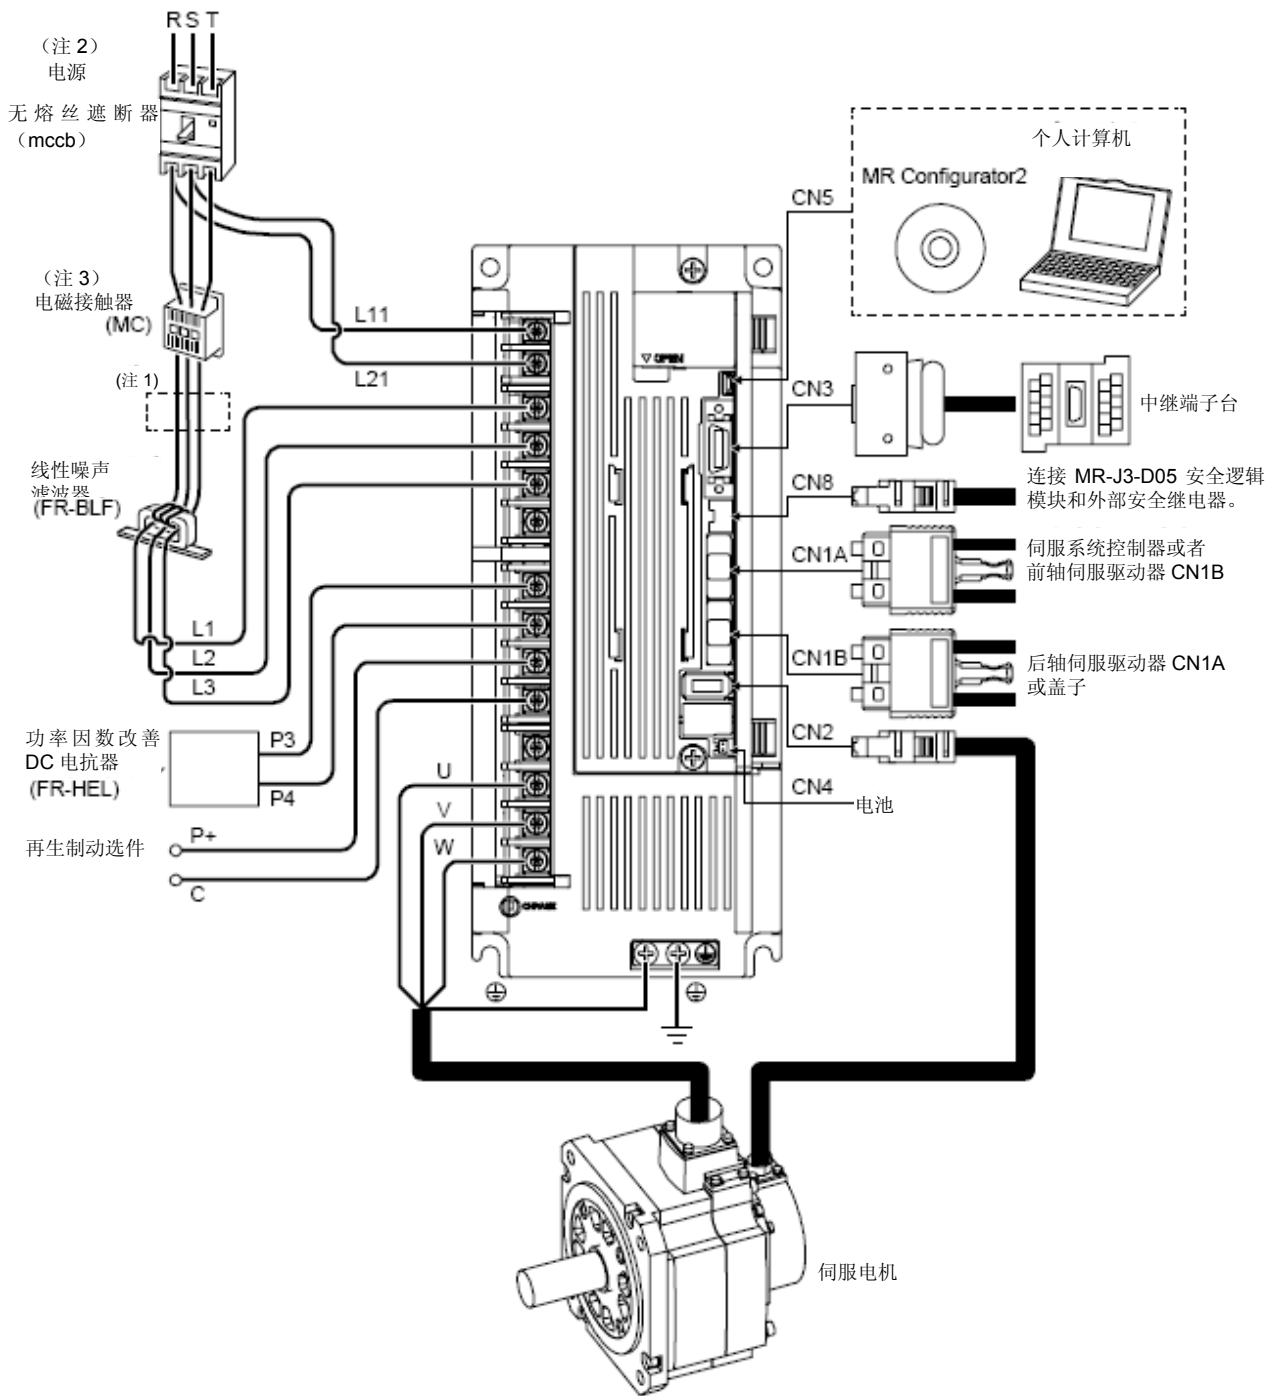 R S T
（注 2）
电源
无熔丝遮断器
（mccb）
个人计算机
MR Configurator2
CN5
（注 3）
电磁接触器
(MC)
L11
L21
(注 1)
OPEN
CN3
中继端子台
线性噪声
滤波器
(FR-BLF)
CN8
连接 MR-J3-D05 安全逻辑
模块和外部安全继电器。
CN1A
伺服系统控制器或者
前轴伺服驱动器 CN1B
L1
L2
L3
CN1B
后轴伺服驱动器 CN1A
或盖子
功率因数改善
DC 电抗器
(FR-HEL)
P3
P4
CN2
U
V
W
CN4
电池
再生制动选件
P+
C
CHARGE
伺服电机